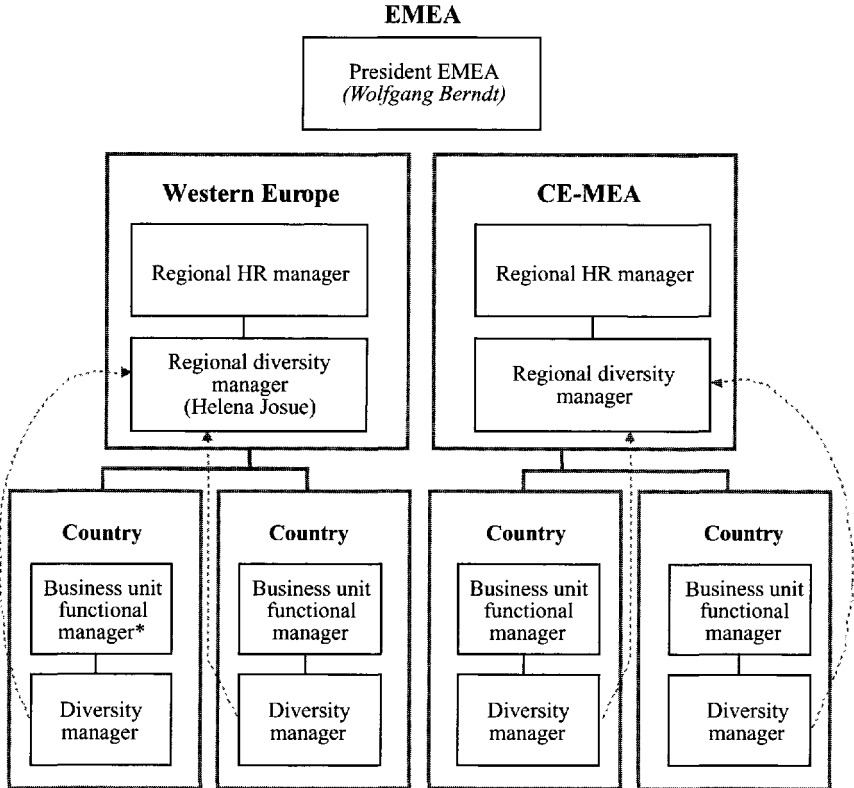 EMEA
President EMEA
(Wolfgang Berndt)
Western Europe
Regional HR manager
Regional diversity
manager
(Helena Josue)
CE-MEA
Regional HR manager
Regional diversity
manager
Country
Business unit
functional
manager*
Diversity
manager
Country
Business unit
functional
manager
Diversity
manager
Country
Business unit
functional
manager
Diversity
manager
Country
Business unit
functional
manager
Diversity
manager